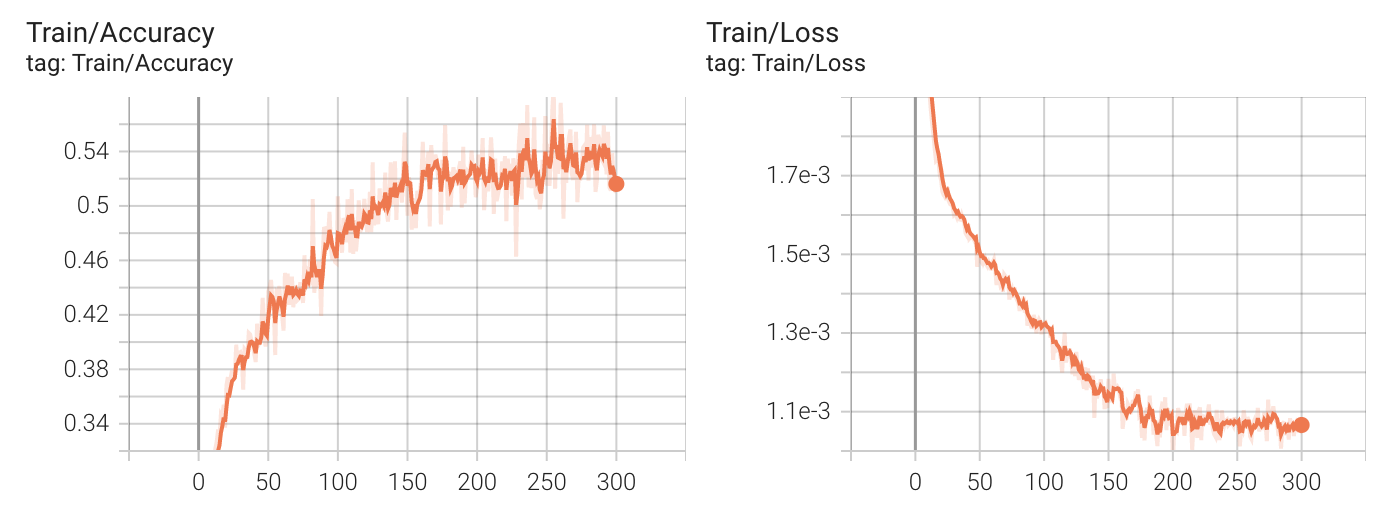 Train/Accuracy
tag: Train/Accuracy
0.54
0.5
0.46
0.42
0.38
0.34
0 50 100 150 200 250 300
Train/Loss
tag: Train/Loss
1.7e-3
1.5e-3
1.3e-3
1.1e-3
0 50 100 150 200 250 300